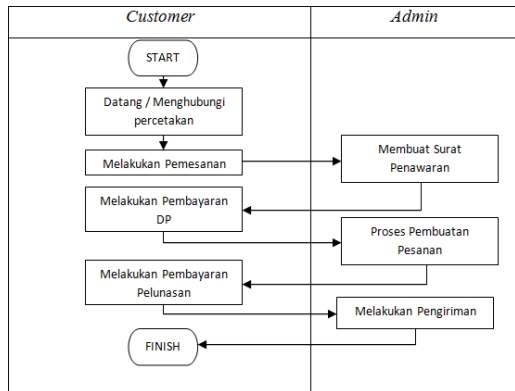 Customer
Admin
START
Datang / Menghubungi
percetakan
Melakukan Pemesanan
Membuat Surat
Penawaran
Melakukan Pembayaran
DP
Proses Pembuatan
Pesanan
Melakukan Pembayaran
Pelunasan
Melakukan Pengiriman
FINISH